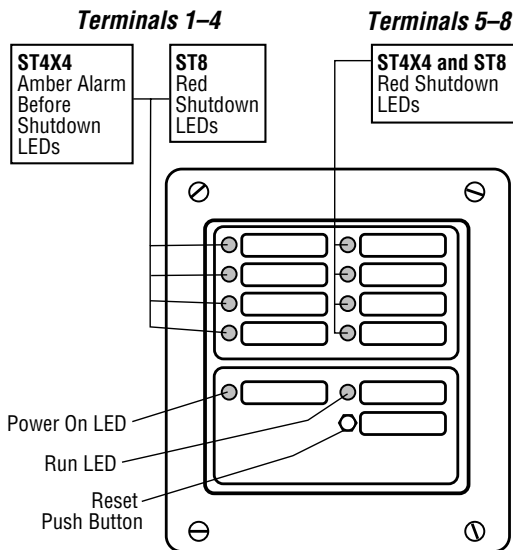 Terminals 1–4
Terminals 5–8
ST4X4
Amber Alarm
Before
Shutdown
LEDs
ST8
Red
Shutdown
LEDs
ST4X4 and ST8
Red Shutdown
LEDs
Power On LED
Run LED
Reset
Push Button